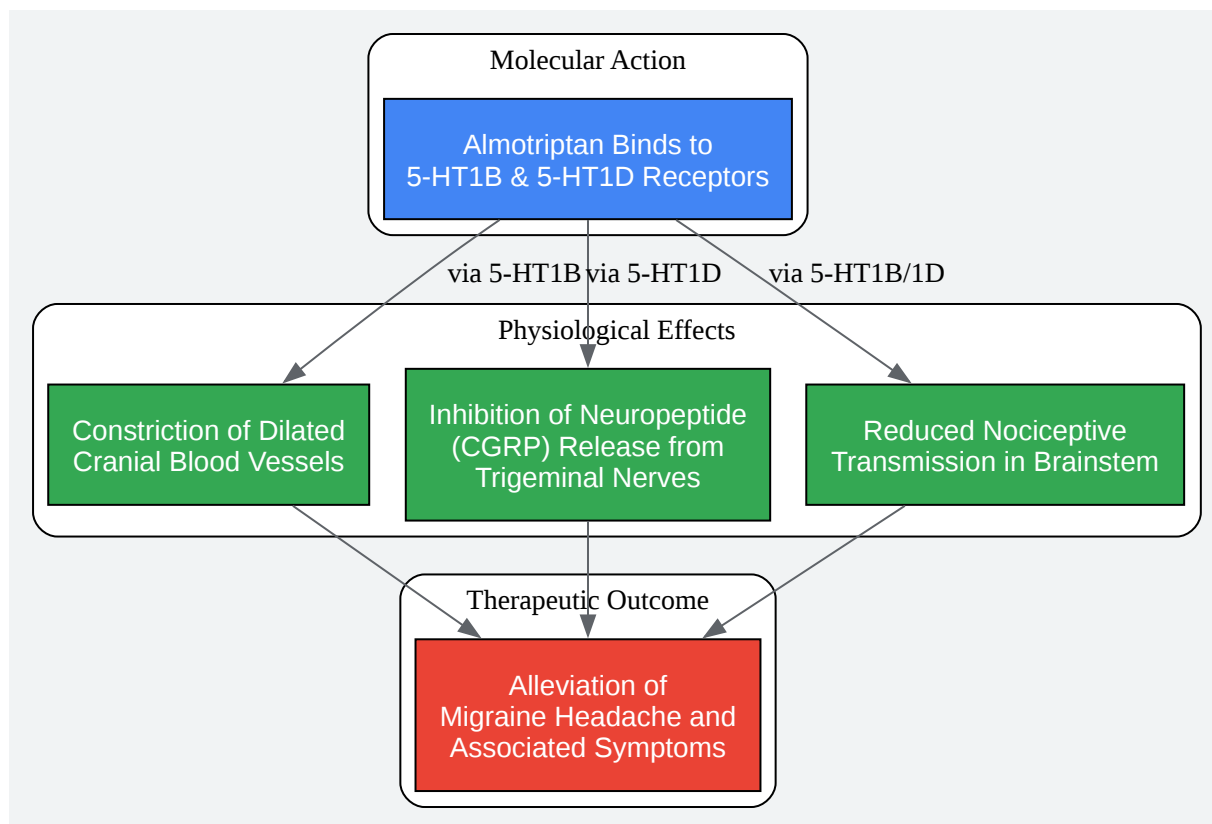 Molecular Action
Almotriptan Binds to
5-HT1B & 5-HT1D Receptors
via 5-HT1B
via 5-HT1D
via 5-HT1B/1D
Physiological Effects
Constriction of Dilated
Cranial Blood Vessels
Inhibition of Neuropeptide
(CGRP) Release from
Trigeminal Nerves
Reduced Nociceptive
Transmission in Brainstem
Therapeutic Outcome
Alleviation of
Migraine Headache and
Associated Symptoms